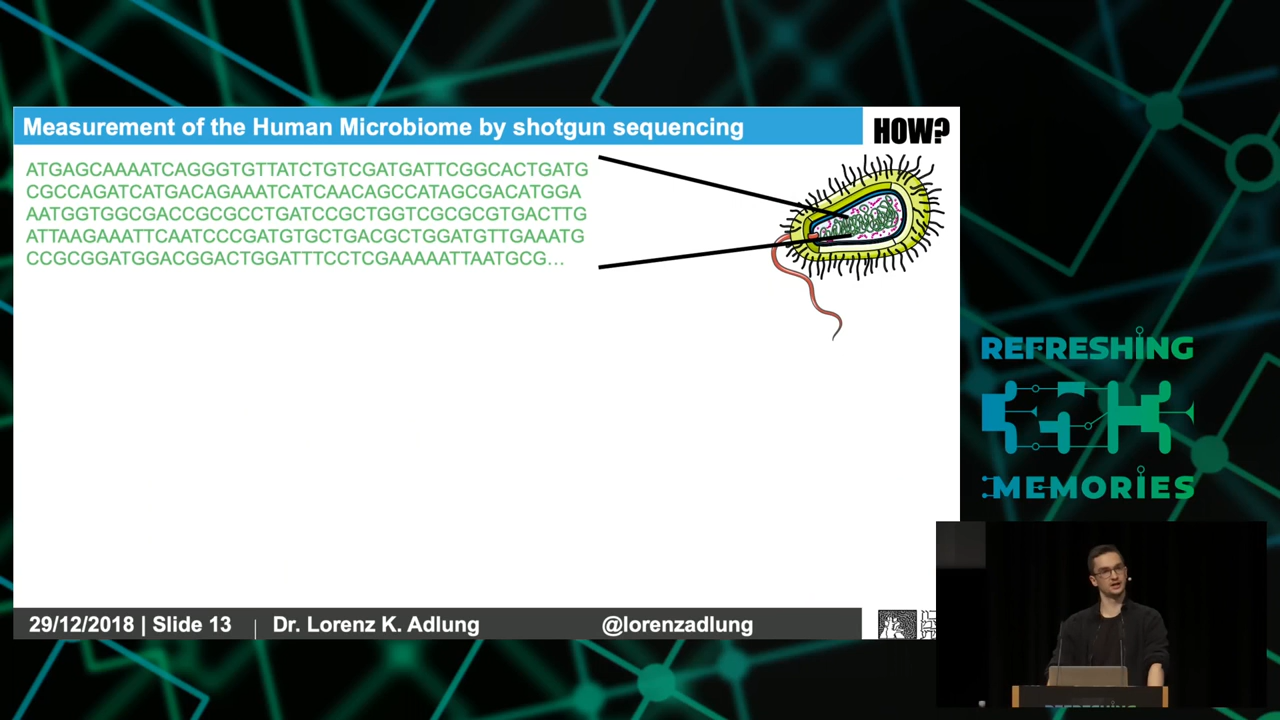 Measurement of the Human Microbiome by shotgun sequencing
HOW?
ATGAGCAAAATCAGGGTGTTATCTGTCGATGATTCGGCACTGATG
CGCCAGATCATGACAGAAATCATCAACAGCCATAGCGACATGGA
AATGGTGGCGACCGCGCCTGATCCGCTGGTCGCGCGTGACTTG
ATTAAGAAATTCAATCCCGATGTGCTGACGCTGGATGTTGAAATG
CCGCGGATGGACGGACTGGATTTCCTCGAAAAATTAATGCG...
REFRESHING
MEMORIES
29/12/2018 | Slide 13 | Dr. Lorenz K. Adlung @lorenzadlung
REFRESHING